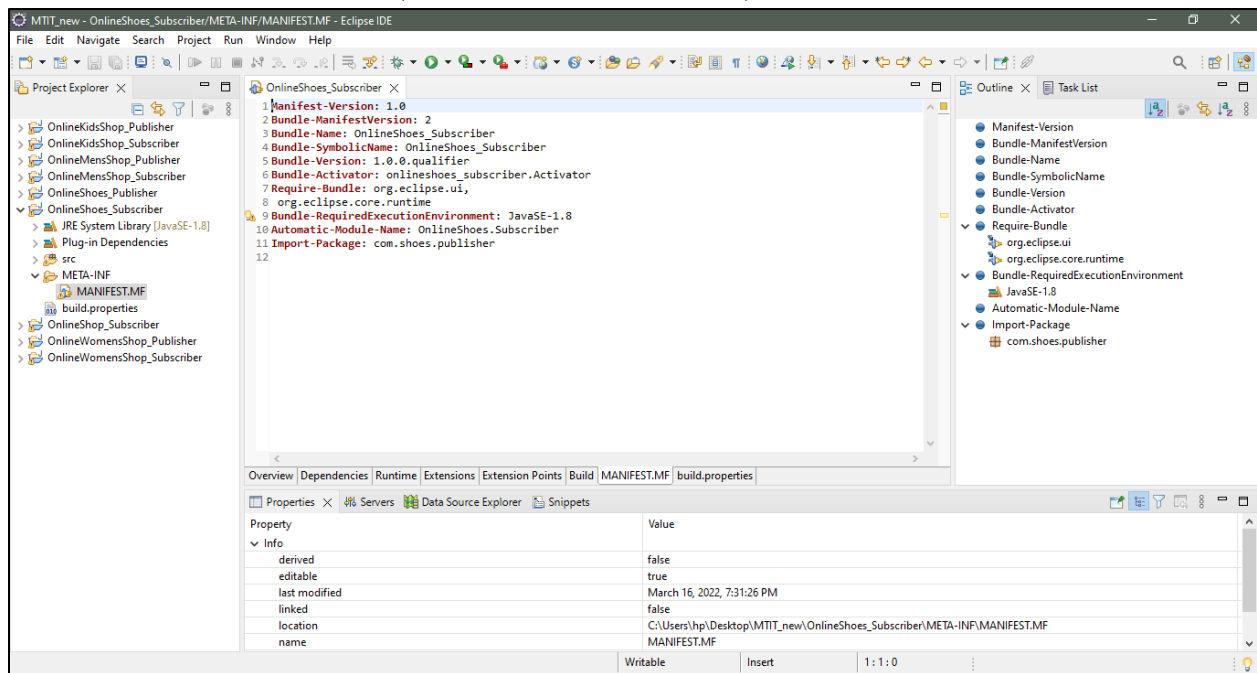 MTIT_new - OnlineShoes_Subscriber/META-INF/MANIFEST.MF - Eclipse IDE
File Edit Navigate Search Project Run Window Help
Project Explorer
OnlineKidsShop_Publisher
OnlineKidsShop_Subscriber
OnlineMensShop_Publisher
OnlineMensShop_Subscriber
OnlineShoes_Publisher
OnlineShoes_Subscriber
JRE System Library [JavaSE-1.8]
Plug-in Dependencies
src
META-INF
MANIFEST.MF
build.properties
OnlineShop_Subscriber
OnlineWomensShop_Publisher
OnlineWomensShop_Subscriber
OnlineShoes_Subscriber
1 Manifest-Version: 1.0
2 Bundle-ManifestVersion: 2
3 Bundle-Name: OnlineShoes_Subscriber
4 Bundle-SymbolicName: OnlineShoes_Subscriber
5 Bundle-Version: 1.0.0.qualifier
6 Bundle-Activator: onlineshoes_subscriber.Activator
7 Require-Bundle: org.eclipse.ui,
8 org.eclipse.core.runtime
9 Bundle-RequiredExecutionEnvironment: JavaSE-1.8
10 Automatic-Module-Name: OnlineShoes.Subscriber
11 Import-Package: com.shoes.publisher
12
Overview Dependencies Runtime Extensions Extension Points Build MANIFEST.MF build.properties
Outline Task List
Manifest-Version
Bundle-ManifestVersion
Bundle-Name
Bundle-SymbolicName
Bundle-Version
Bundle-Activator
Require-Bundle
org.eclipse.ui
org.eclipse.core.runtime
Bundle-RequiredExecutionEnvironment
JavaSE-1.8
Automatic-Module-Name
Import-Package
com.shoes.publisher
Properties Servers Data Source Explorer Snippets
Property Value
Info
derived false
editable true
last modified March 16, 2022, 7:31:26 PM
linked false
location C:\Users\hp\Desktop\MTIT_new\OnlineShoes_Subscriber\META-INF\MANIFEST.MF
name MANIFEST.MF
Writable Insert 1 : 1 : 0